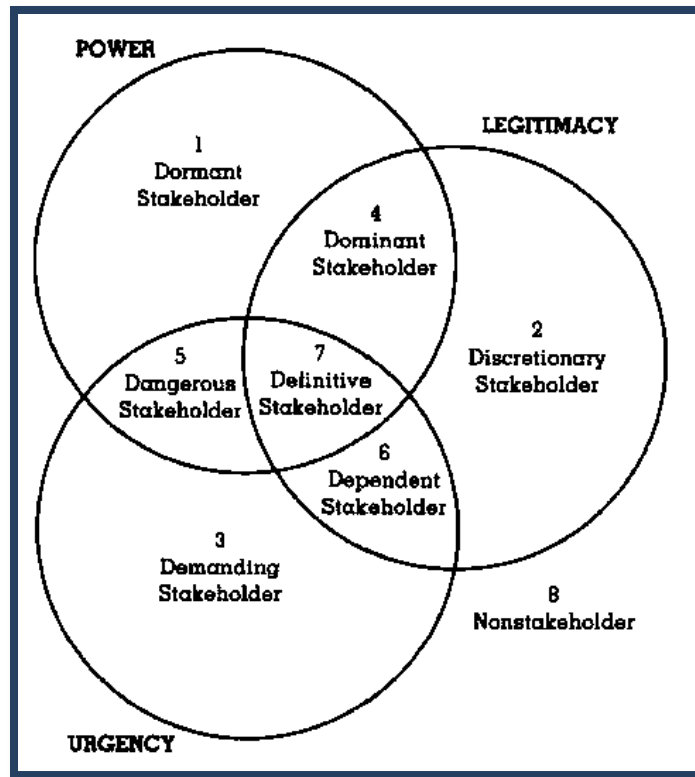 POWER
LEGITIMACY
1
Dormant
Stakeholder
4
Dominant
Stakeholder
2
Discretionary
Stakeholder
5
Dangerous
Stakeholder
7
Definitive
Stakeholder
6
Dependent
Stakeholder
3
Demanding
Stakeholder
8
Nonstakeholder
URGENCY